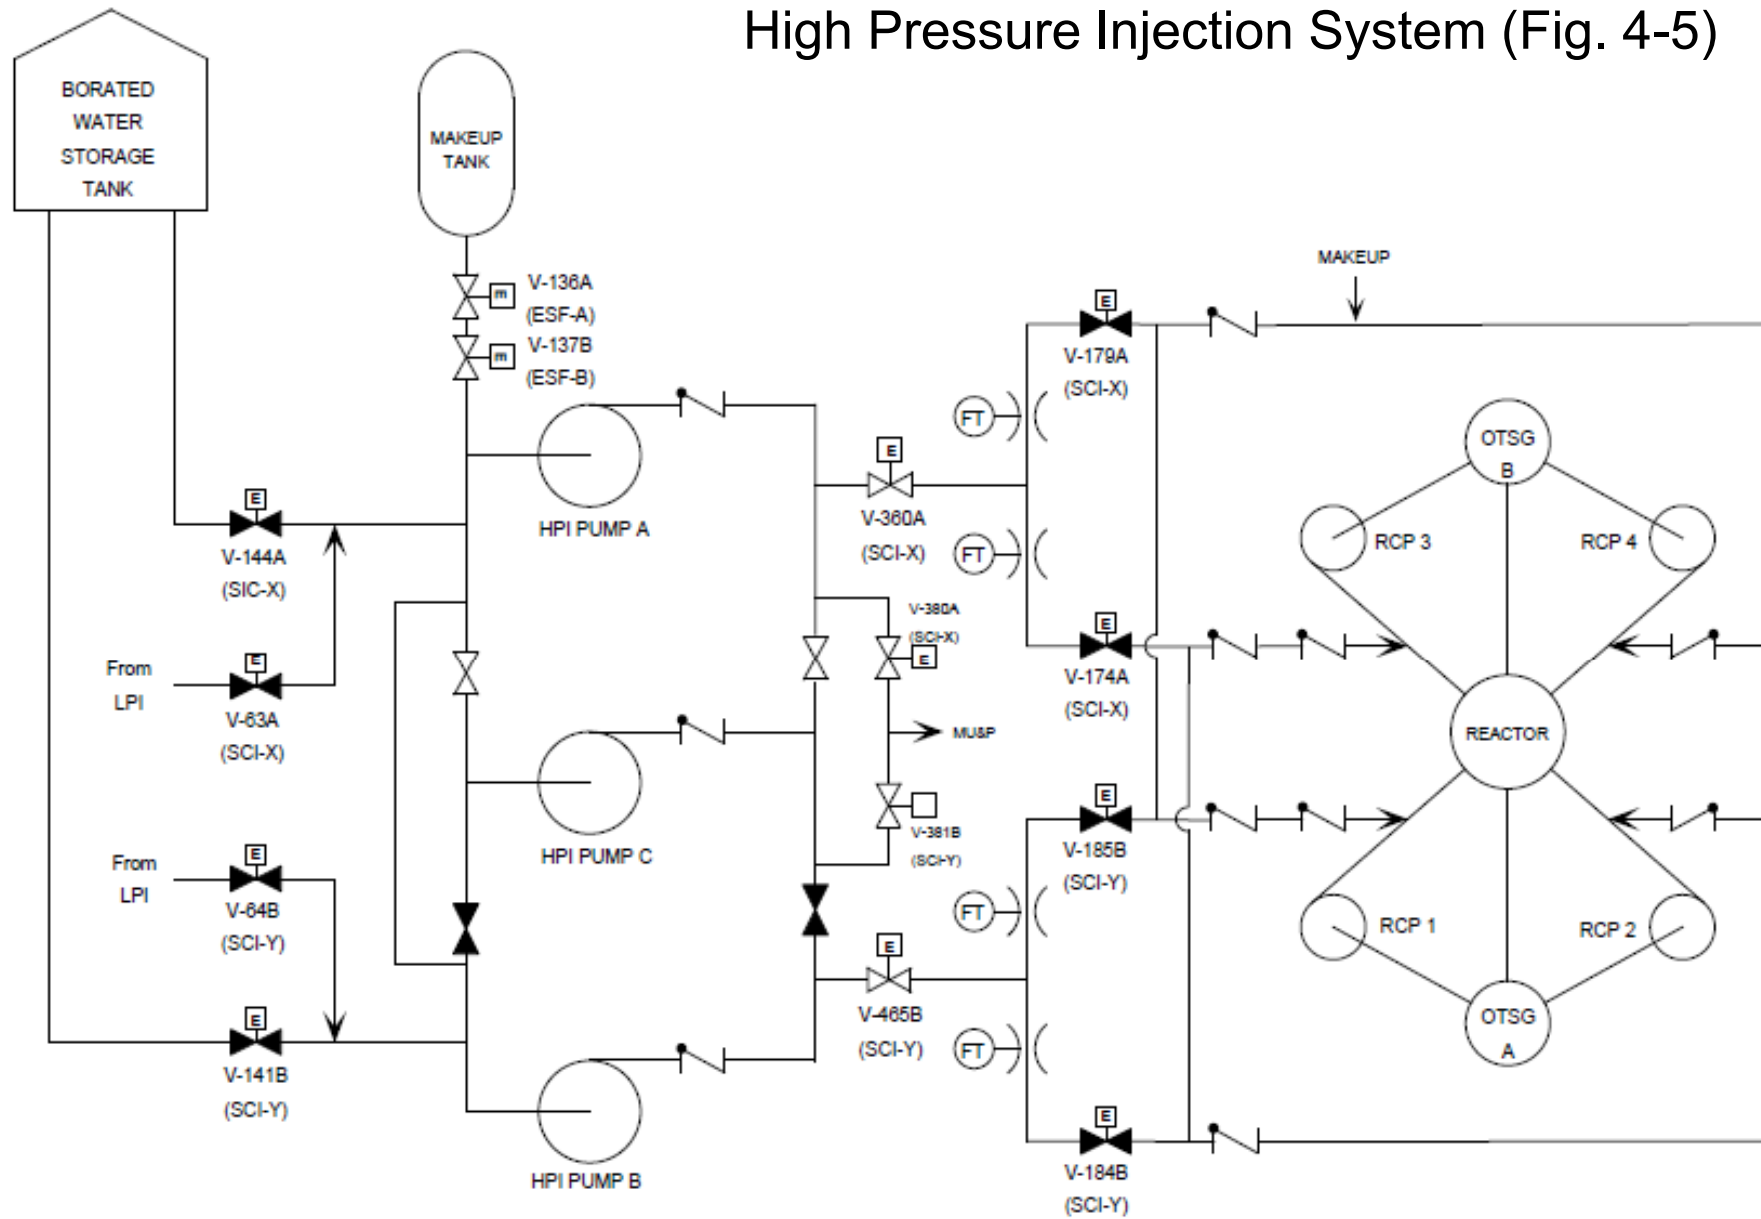 High Pressure Injection System (Fig. 4-5)
BORATED
WATER
STORAGE
TANK
MAKEUP
TANK
m
V-136A
(ESF-A)
m
V-137B
(ESF-B)
HPI PUMP A
E
V-144A
(SIC-X)
From
LPI
E
V-63A
(SCI-X)
HPI PUMP C
From
LPI
E
V-64B
(SCI-Y)
E
V-141B
(SCI-Y)
HPI PUMP B
E
V-360A
(SCI-X)
V-380A
(SCI-X)
E
MU&P
V-381B
(SCI-Y)
E
V-465B
(SCI-Y)
E
V-179A
(SCI-X)
FT
FT
E
V-174A
(SCI-X)
E
V-185B
(SCI-Y)
FT
FT
E
V-184B
(SCI-Y)
MAKEUP
OTSG
B
RCP 3
RCP 4
REACTOR
RCP 1
RCP 2
OTSG
A